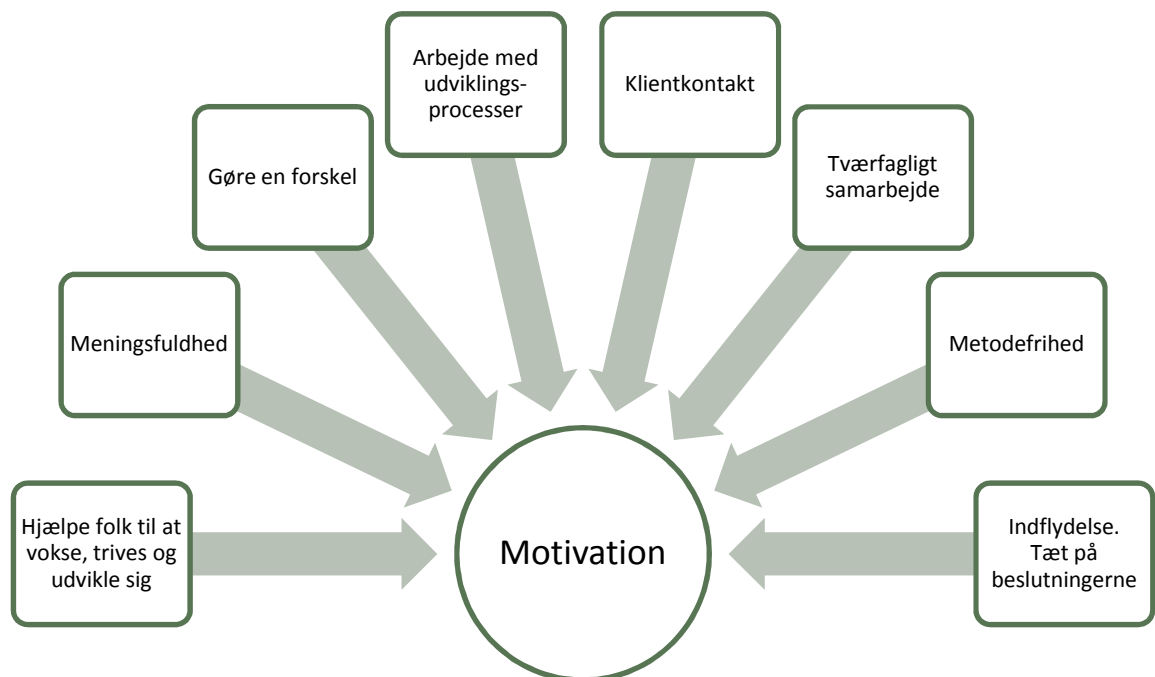 Arbejde med
udviklings-
processer
Klientkontakt
Gøre en forskel
Tværfagligt
samarbejde
Meningsfuldhed
Metodefrihed
Hjælpe folk til at
vokse, trives og
udvikle sig
Motivation
Indflydelse.
Tæt på
beslutningerne